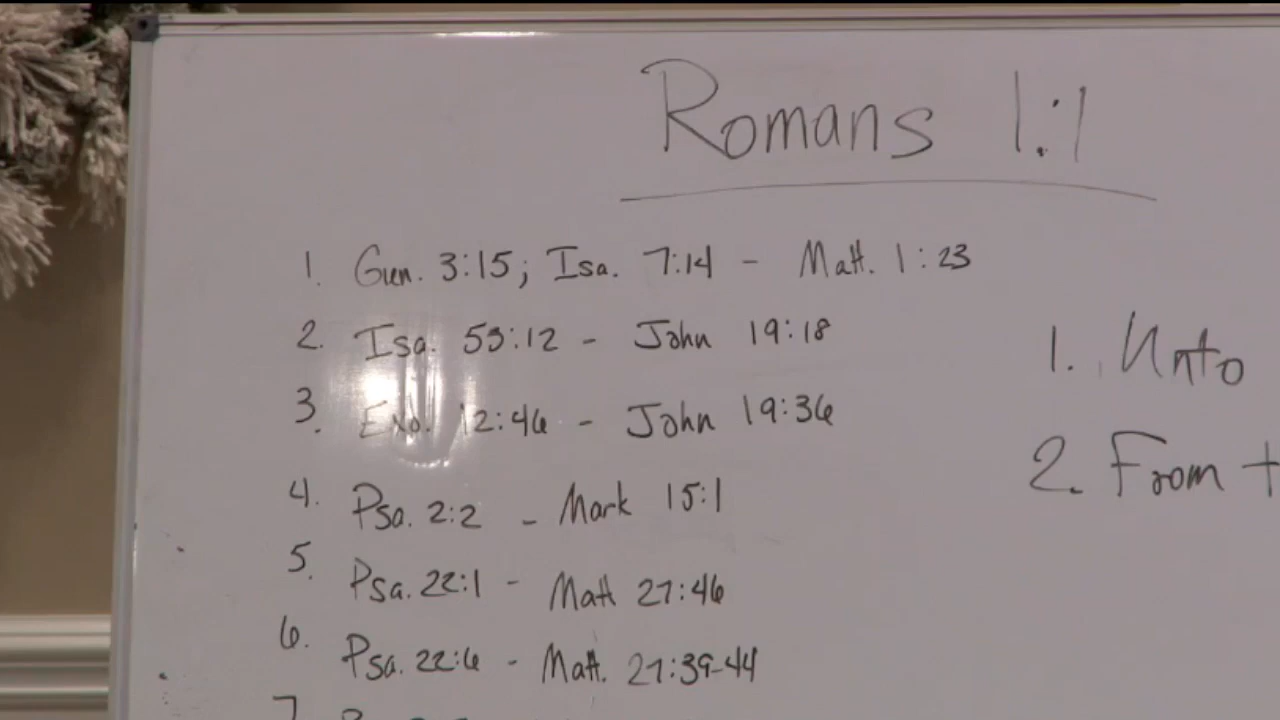 Romans 1:1
1. Gen. 3:15; Isa. 7:14 - Matt. 1:23
2. Isa. 53:12 - John 19:18
3. Exo. 12:46 - John 19:36
4. Psa. 2:2 - Mark 15:1
5. Psa. 22:1 - Matt 27:46
6. Psa. 22:6 - Matt. 27:39-44
7
1. Unto
2. From t